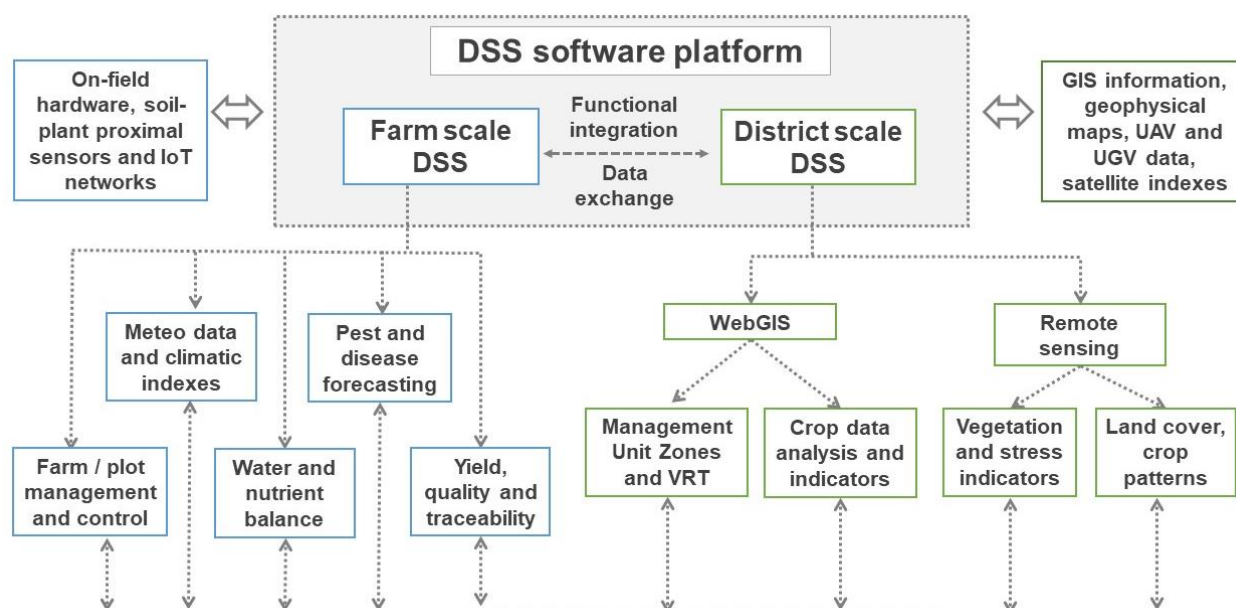 DSS software platform
On-field
hardware, soil-
plant proximal
sensors and IoT
networks
Farm scale
DSS
Functional
integration
Data
exchange
District scale
DSS
GIS information,
geophysical
maps, UAV and
UGV data,
satellite indexes
Meteo data
and climatic
indexes
Pest and
disease
forecasting
Farm / plot
management
and control
Water and
nutrient
balance
Yield,
quality and
traceability
WebGIS
Remote
sensing
Management
Unit Zones
and VRT
Crop data
analysis and
indicators
Vegetation
and stress
indicators
Land cover,
crop
patterns